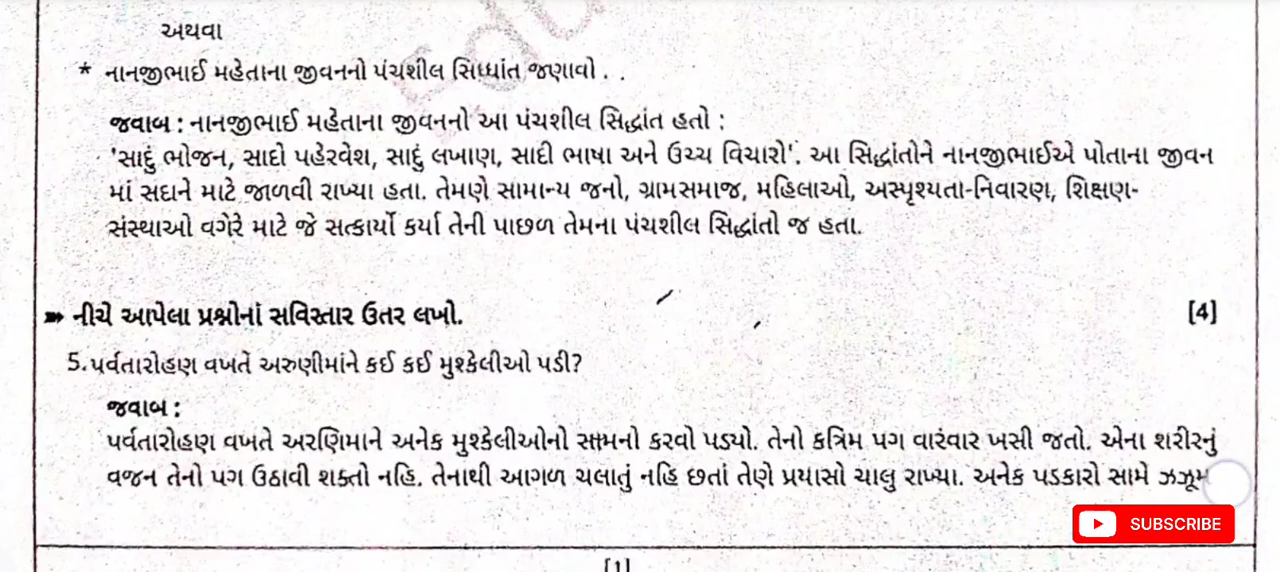 અથવા
* નાનજીભાઈ મહેતાના જીવનનો પંચશીલ સિધ્ધાંત જણાવો . .
જવાબ : નાનજીભાઈ મહેતાના જીવનનો આ પંચશીલ સિદ્ધાંત હતો :
'સાદું ભોજન, સાદો પહેરવેશ, સાદું લખાણ, સાદી ભાષા અને ઉચ્ચ વિચારો'. આ સિદ્ધાંતોને નાનજીભાઈએ પોતાના જીવન
માં સદાને માટે જાળવી રાખ્યા હતા. તેમણે સામાન્ય જનો, ગ્રામસમાજ, મહિલાઓ, અસ્પૃશ્યતા-નિવારણ, શિક્ષણ-
સંસ્થાઓ વગેરે માટે જે સત્કાર્યો કર્યા તેની પાછળ તેમના પંચશીલ સિદ્ધાંતો જ હતા.
➽ નીચે આપેલા પ્રશ્નોનાં સવિસ્તાર ઉતર લખો. [4]
5. પર્વતારોહણ વખતે અરુણીમાંને કઈ કઈ મુશ્કેલીઓ પડી?
જવાબ :
પર્વતારોહણ વખતે અરણિમાને અનેક મુશ્કેલીઓનો સામનો કરવો પડયો. તેનો કત્રિમ પગ વારંવાર ખસી જતો. એના શરીરનું
વજન તેનો પગ ઉઠાવી શક્તો નહિ. તેનાથી આગળ ચલાતું નહિ છતાં તેણે પ્રયાસો ચાલુ રાખ્યા. અનેક પડકારો સામે ઝઝૂમ
SUBSCRIBE
[1]